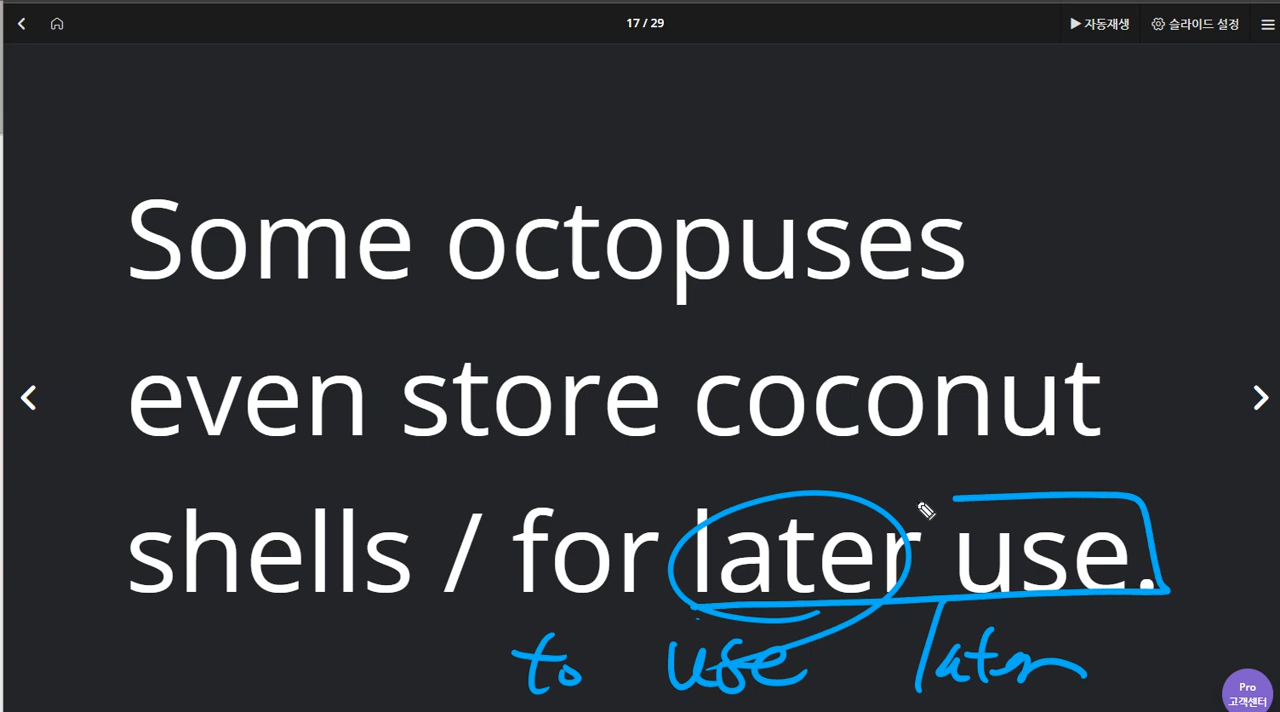 17 / 29
▶ 자동재생
슬라이드 설정
Some octopuses
even store coconut
shells / for later use.
to use later
Pro
고객센터